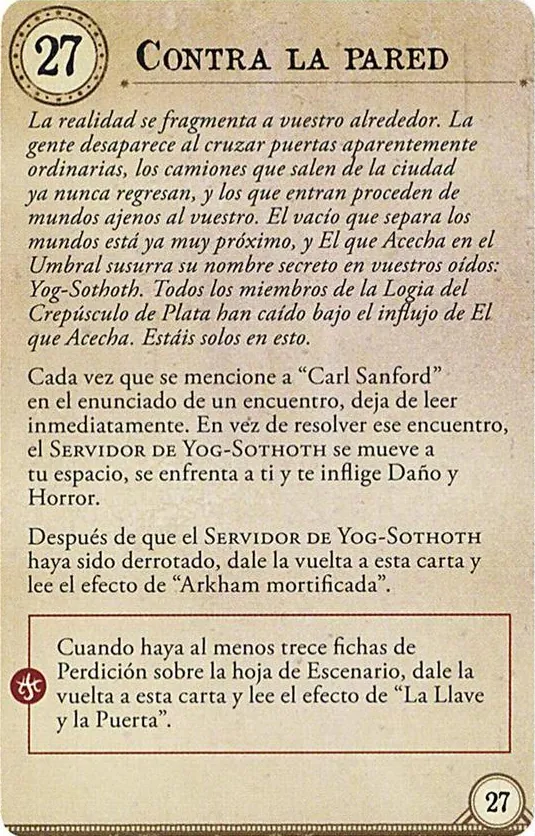 27
CONTRA LA PARED
La realidad se fragmenta a vuestro alrededor. La
gente desaparece al cruzar puertas aparentemente
ordinarias, los camiones que salen de la ciudad
ya nunca regresan, y los que entran proceden de
mundos ajenos al vuestro. El vacío que separa los
mundos está ya muy próximo, y El que Acecha en el
Umbral susurra su nombre secreto en vuestros oídos:
Yog-Sothoth. Todos los miembros de la Logia del
Crepúsculo de Plata han caído bajo el influjo de El
que Acecha. Estáis solos en esto.
Cada vez que se mencione a “Carl Sanford”
en el enunciado de un encuentro, deja de leer
inmediatamente. En vez de resolver ese encuentro,
el SERVIDOR DE YOG-SOTHOTH se mueve a
tu espacio, se enfrenta a ti y te inflige Daño y
Horror.
Después de que el SERVIDOR DE YOG-SOTHOTH
haya sido derrotado, dale la vuelta a esta carta y
lee el efecto de “Arkham mortificada”.
Cuando haya al menos trece fichas de
Perdición sobre la hoja de Escenario, dale la
vuelta a esta carta y lee el efecto de “La Llave
y la Puerta”.
27